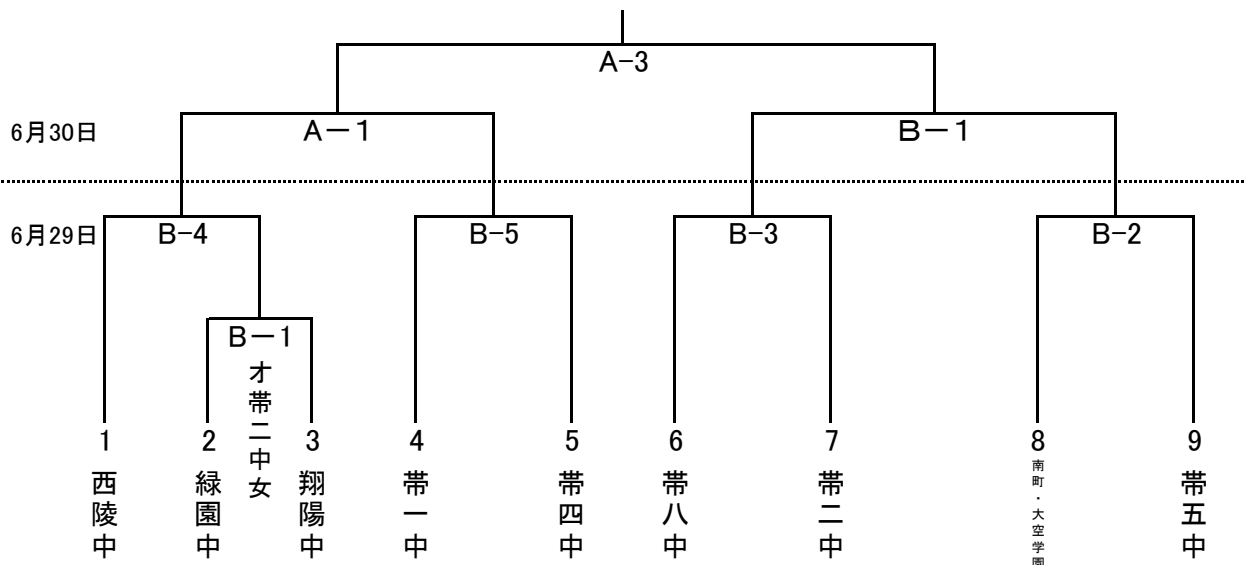 A-3
6月30日
A－1
B－1
6月29日
B-4
B-5
B-3
B-2
B－1
オ帯二中女
1
2
3
4
5
6
7
8
9
西陵中
緑園中
翔陽中
帯一中
帯四中
帯八中
帯二中
南町・大空学園
帯五中